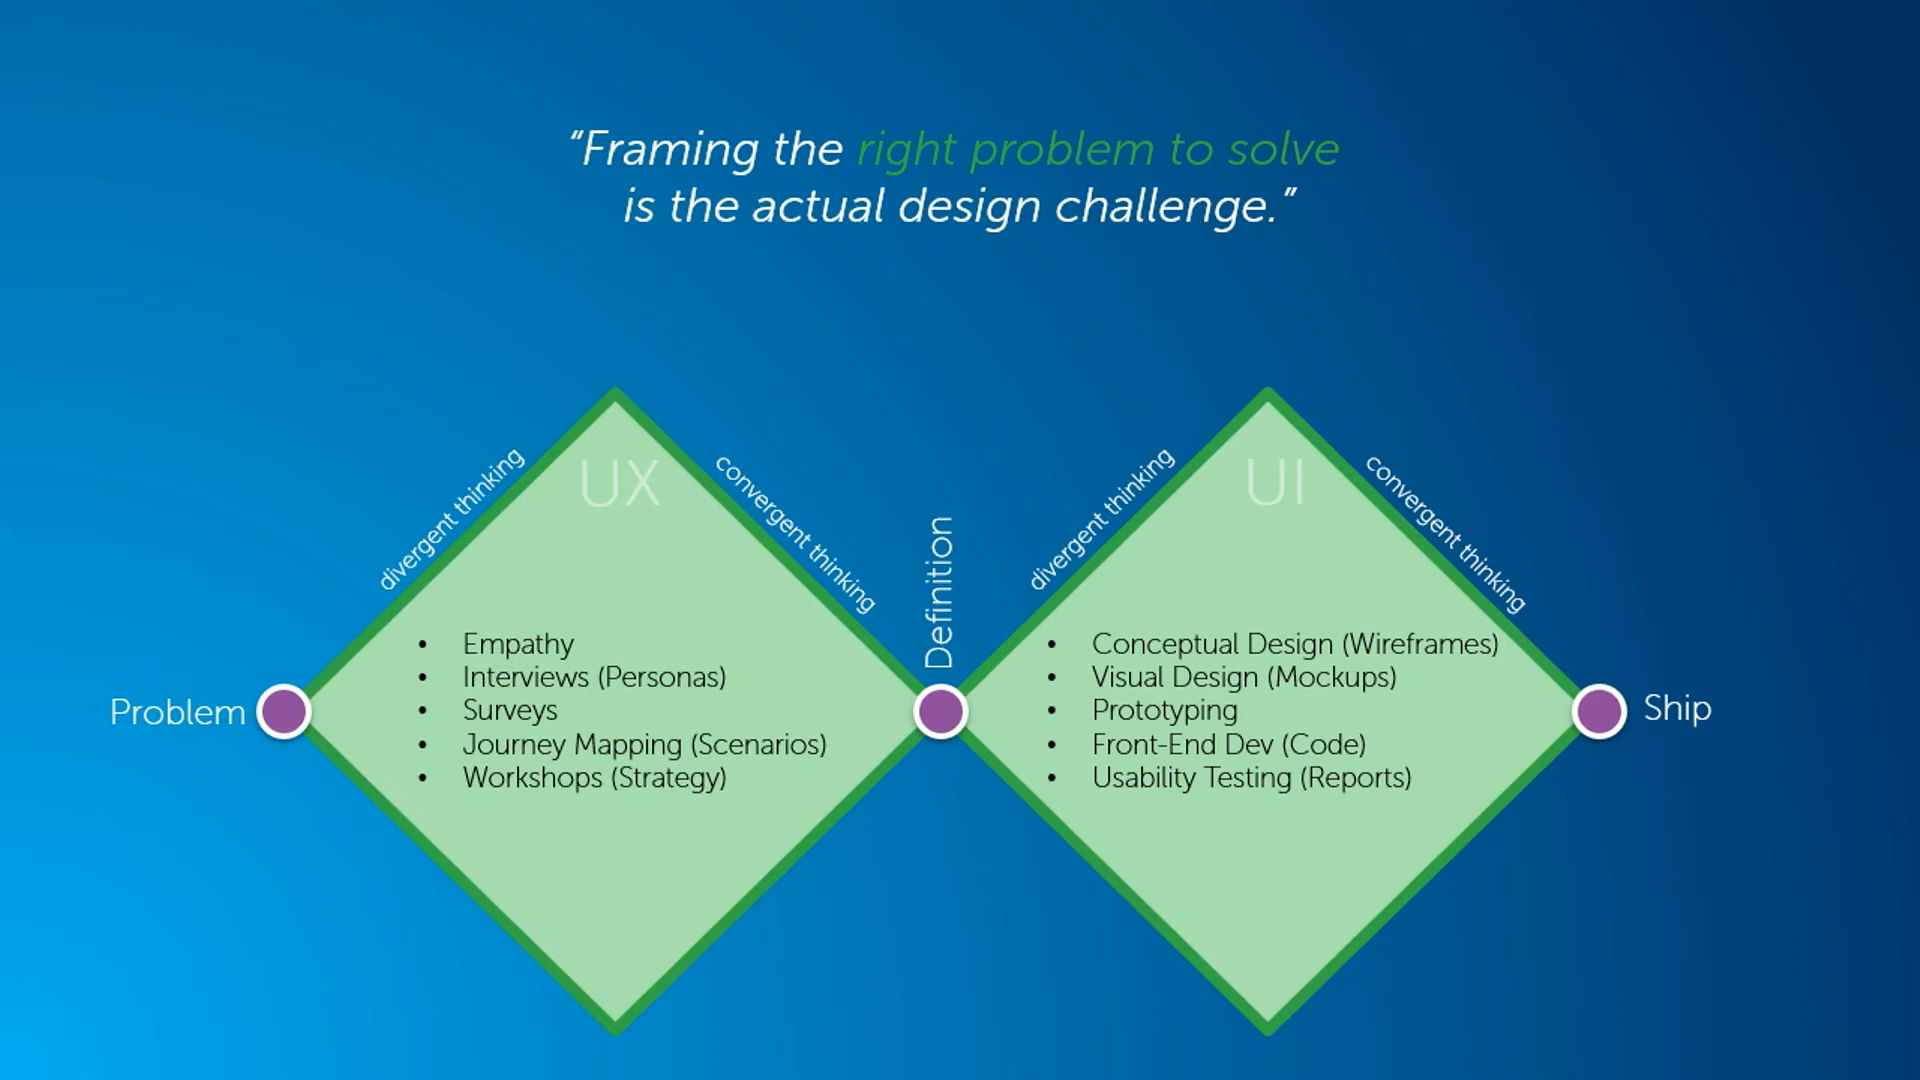 “Framing the right problem to solve
is the actual design challenge.”
UX
divergent thinking
convergent thinking
• Empathy
• Interviews (Personas)
• Surveys
• Journey Mapping (Scenarios)
• Workshops (Strategy)
Problem
Definition
UI
divergent thinking
convergent thinking
• Conceptual Design (Wireframes)
• Visual Design (Mockups)
• Prototyping
• Front-End Dev (Code)
• Usability Testing (Reports)
Ship